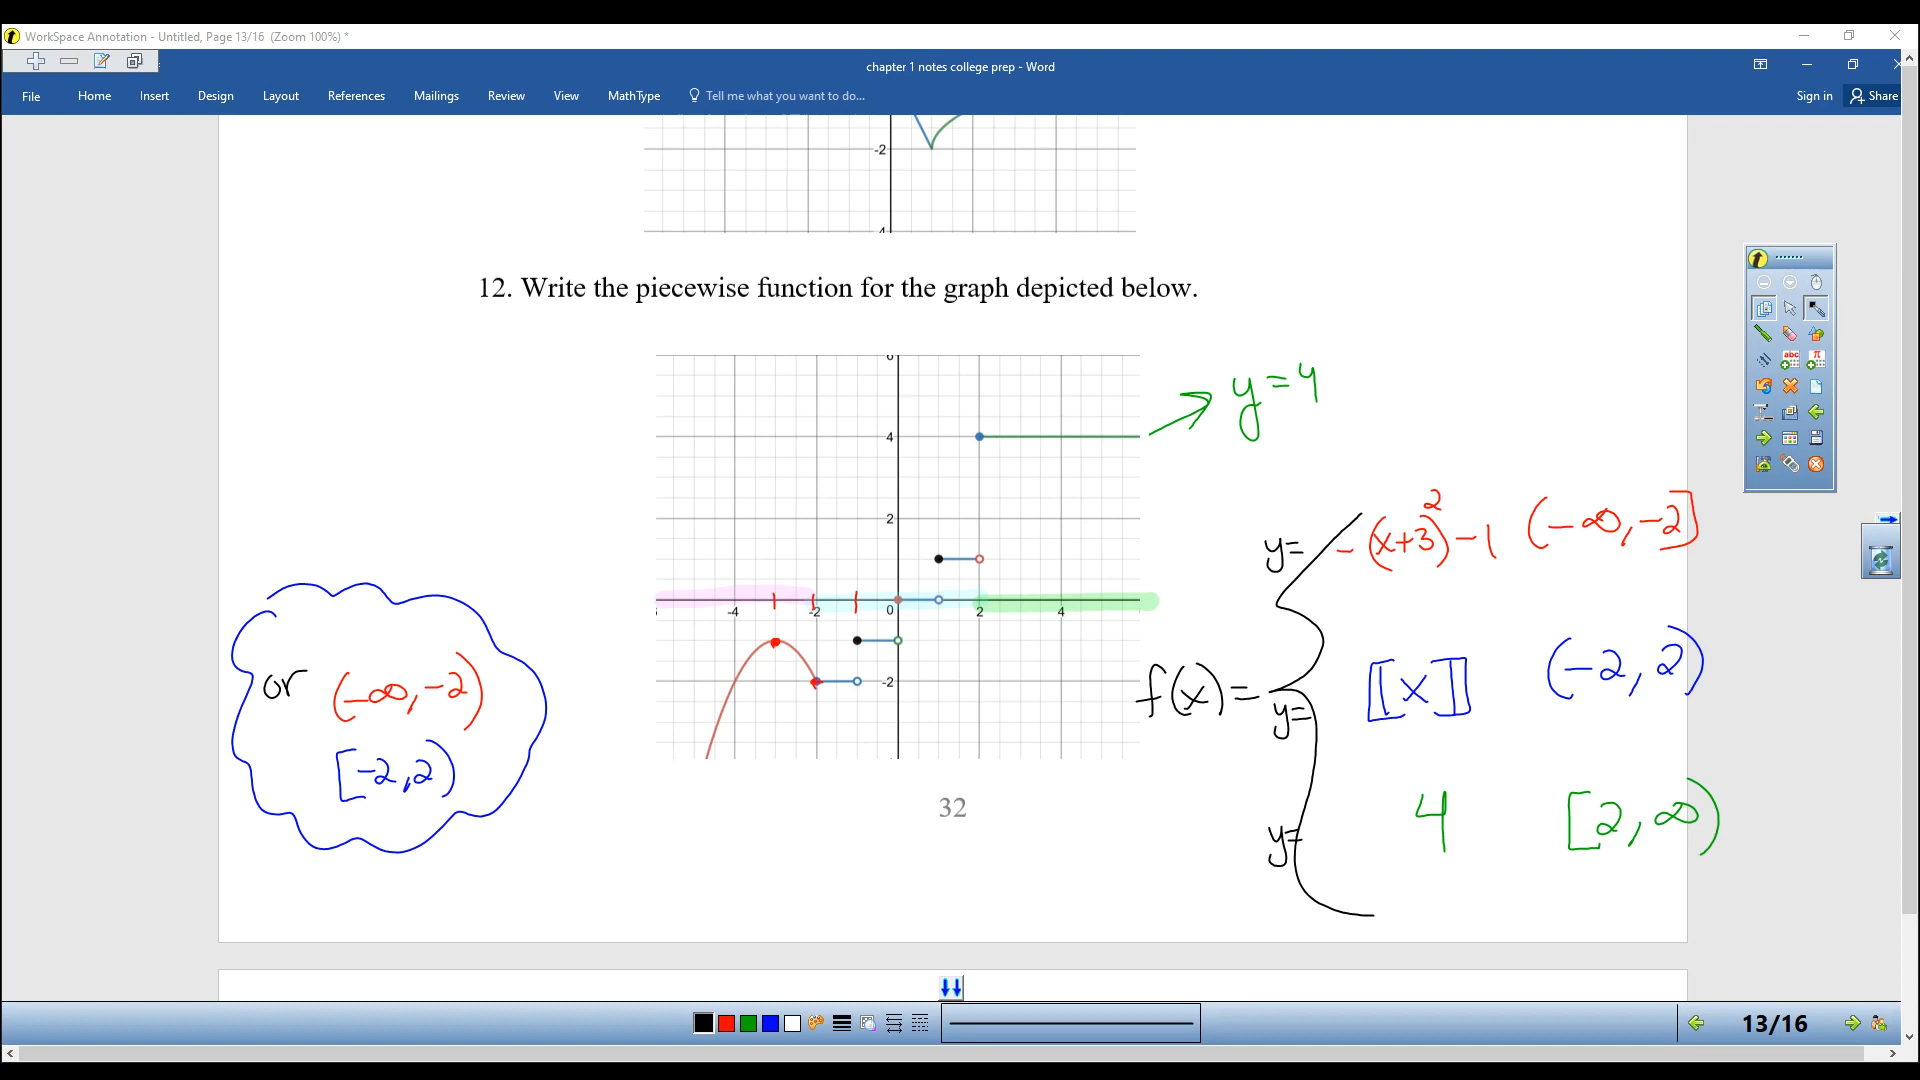 WorkSpace Annotation - Untitled, Page 13/16 (Zoom 100%) *
chapter 1 notes college prep - Word
File Home Insert Design Layout References Mailings Review View MathType Tell me what you want to do... Sign in Share
-2
12. Write the piecewise function for the graph depicted below.
y=4
4
2
-4 -2 0 2 4
-2
y= -(x+3)²-1 (-∞,-2]
f(x)= y= [[x]] (-2,2)
y= 4 [2,∞)
or (-∞,-2)
[-2,2)
32
13/16